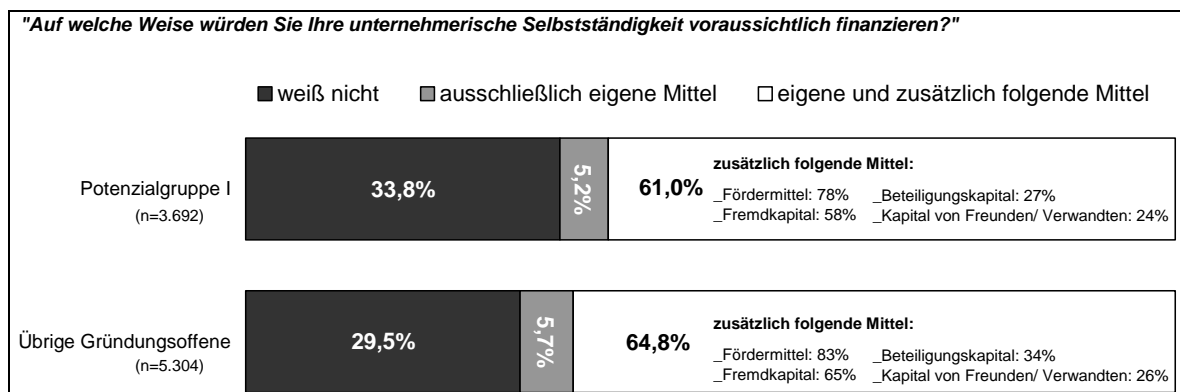 "Auf welche Weise würden Sie Ihre unternehmerische Selbstständigkeit voraussichtlich finanzieren?"
weiß nicht ausschließlich eigene Mittel eigene und zusätzlich folgende Mittel
Potenzialgruppe I
(n=3.692)
33,8%
5,2%
61,0%
zusätzlich folgende Mittel:
_Fördermittel: 78% _Beteiligungskapital: 27%
_Fremdkapital: 58% _Kapital von Freunden/ Verwandten: 24%
Übrige Gründungsoffene
(n=5.304)
29,5%
5,7%
64,8%
zusätzlich folgende Mittel:
_Fördermittel: 83% _Beteiligungskapital: 34%
_Fremdkapital: 65% _Kapital von Freunden/ Verwandten: 26%